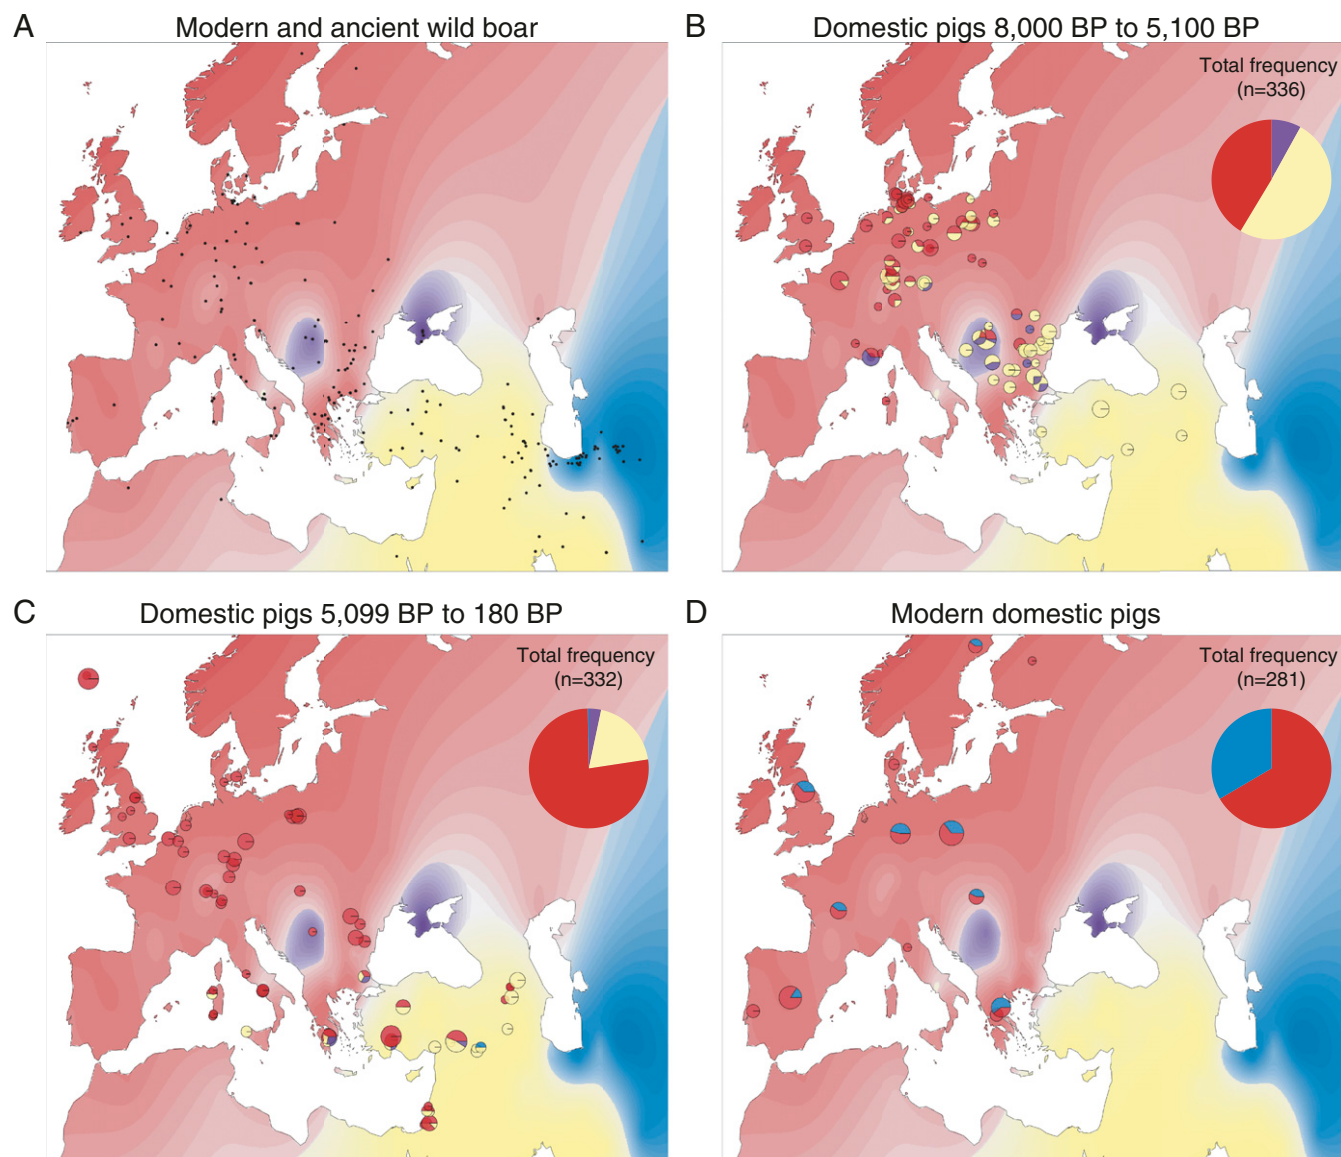 A
Modern and ancient wild boar
B
Domestic pigs 8,000 BP to 5,100 BP
Total frequency
(n=336)
C
Domestic pigs 5,099 BP to 180 BP
Total frequency
(n=332)
D
Modern domestic pigs
Total frequency
(n=281)